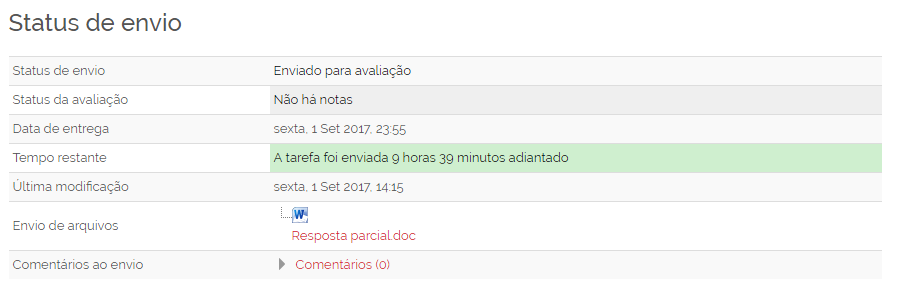 Status de envio
Status de envio Enviado para avaliação
Status da avaliação Não há notas
Data de entrega sexta, 1 Set 2017, 23:55
Tempo restante A tarefa foi enviada 9 horas 39 minutos adiantado
Última modificação sexta, 1 Set 2017, 14:15
Envio de arquivos
W
Resposta parcial.doc
Comentários ao envio Comentários (0)